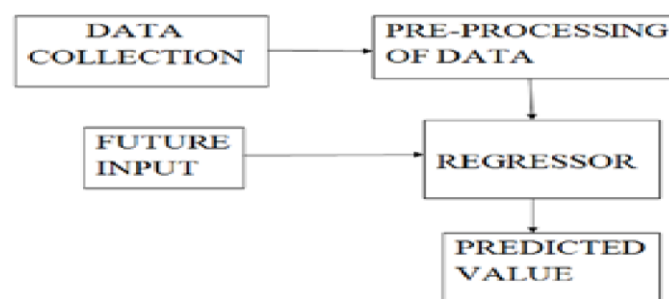 DATA
COLLECTION
PRE-PROCESSING
OF DATA
FUTURE
INPUT
REGRESSOR
PREDICTED
VALUE